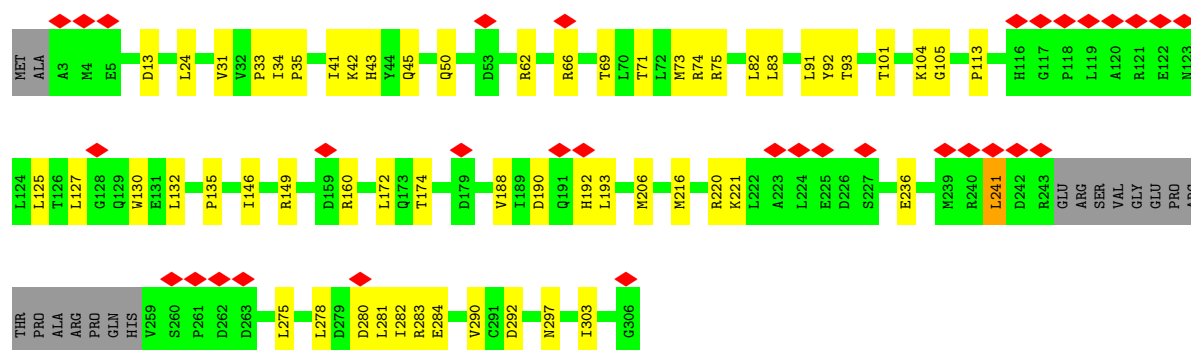 MET ALA A3 M4 E5 D13 L24 V31 V32 P33 I34 P35 I41 K42 H43 Y44 Q45 Q50 D53 R62 R66 T69 L70 T71 L72 M73 R74 R75 L82 L83 L91 Y92 T93 T101 K104 G105 P113 H116 G117 P118 L119 A120 R121 E122 N123
L124 L125 T126 L127 G128 Q129 W130 E131 L132 P135 I146 R149 D159 R160 L172 Q173 T174 D179 V188 I189 D190 Q191 H192 L193 M206 M216 R220 K221 L222 A223 L224 E225 D226 S227 E236 M239 R240 L241 D242 R243 GLU ARG SER VAL GLY GLU PRO ARG
THR PRO ALA ARG PRO GLN HIS V259 S260 P261 D262 D263 L275 L278 D279 D280 L281 I282 R283 E284 V290 C291 D292 N297 I303 G306